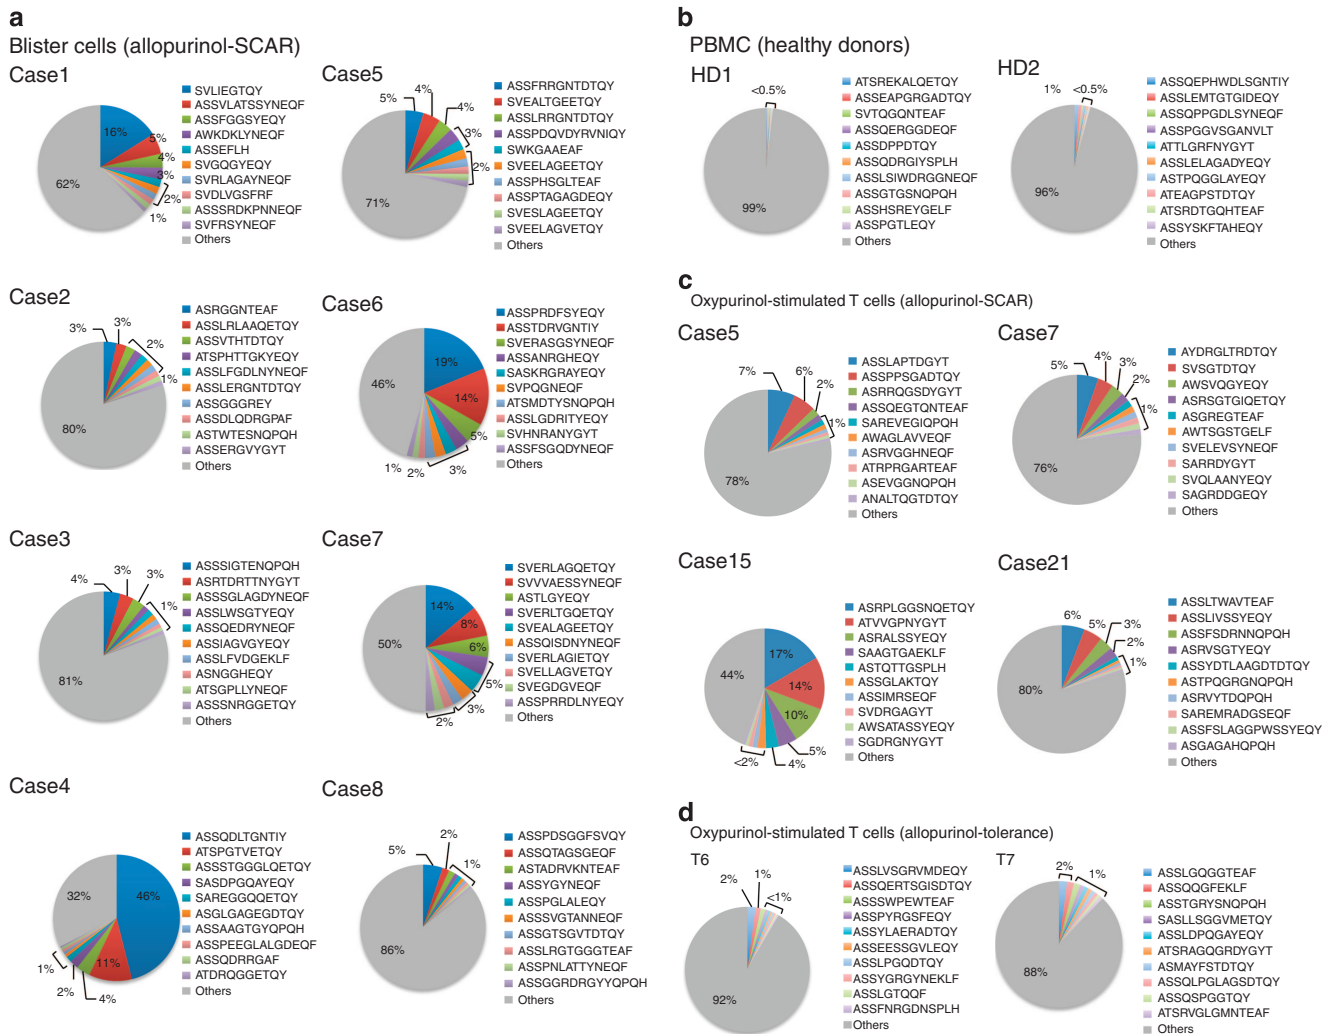 a
Blister cells (allopurinol-SCAR)
Case1
16%
5%
4%
3%
2%
1%
62%
SVLIEGTQY
ASSVLATSSYNEQF
ASSFGGSYEQY
AWKDKLYNEQF
ASSEFLH
SVGQGYEQY
SVRLAGAYNEQF
SVDLVGSFRF
ASSSRDKPNNEQF
SVFRSYNEQF
Others
Case5
5%
4%
4%
3%
2%
71%
ASSFRRGNTDTQY
SVEALTGEETQY
ASSLRRGNTDTQY
ASSPDQVDYRVNIQY
SWKGAAEAF
SVEELAGEETQY
ASSPHSGLTEAF
ASSPTAGAGDEQY
SVESLAGEETQY
SVEELAGVETQY
Others
Case2
3%
3%
2%
1%
80%
ASRGGNTEAF
ASSLRLAAQETQY
ASSVTHTDTQY
ATSPHTTGKYEQY
ASSLFGDLNYNEQF
ASSLERGNTDTQY
ASSGGGREY
ASSDLQDRGPAF
ASTWTESNQPQH
ASSERGVYGYT
Others
Case6
19%
14%
5%
3%
2%
1%
46%
ASSPRDFSYEQY
ASSTDRVGNTIY
SVERASGSYNEQF
ASSANRGHEQY
SASKRGRAYEQY
SVPQGNEQF
ATSMDTYSNQPQH
ASSLGDRITYEQY
SVHNRANYGYT
ASSFSGQDYNEQF
Others
Case3
4%
3%
3%
1%
81%
ASSSIGTENQPQH
ASRTDRTTNYGYT
ASSSGLAGDYNEQF
ASSLWSGTYEQY
ASSQEDRYNEQF
ASSIAGVGYEQY
ASSLFVDGEKLF
ASNGGHEQY
ATSGPLLYNEQF
ASSSNRGGETQY
Others
Case7
14%
8%
6%
5%
3%
2%
50%
SVERLAGQETQY
SVVVAESSYNEQF
ASTLGYEQY
SVERLTGQETQY
SVEALAGEETQY
ASSQISDNYNEQF
SVERLAGIETQY
SVELLAGVETQY
SVEGDGVEQF
ASSPRRDLNYEQY
Others
Case4
46%
11%
4%
2%
1%
32%
ASSQDLTGNTIY
ATSPGTVETQY
ASSSTGGGLQETQY
SASDPGQAYEQY
SAREGGQQETQY
ASGLGAGEGDTQY
ASSAAGTGYQPQH
ASSPEEGLALGDEQF
ASSQDRRGAF
ATDRQGGETQY
Others
Case8
5%
2%
1%
86%
ASSPDSGGFSVQY
ASSQTAGSGEQF
ASTADRVKNTEAF
ASSYGYNEQF
ASSPGLALEQY
ASSSVGTANNEQF
ASSGTSGVTDTQY
ASSLRGTGGGTEAF
ASSPNLATTYNEQF
ASSGGRDRGYYQPQH
Others
b
PBMC (healthy donors)
HD1
<0.5%
99%
ATSREKALQETQY
ASSEAPGRGADTQY
SVTQGQNTEAF
ASSQERGGDEQF
ASSDPPDTQY
ASSQDRGIYSPLH
ASSLSIWDRGGNEQF
ASSGTGSNQPQH
ASSHSREYGELF
ASSPGTLEQY
Others
HD2
1%
<0.5%
96%
ASSQEPHWDLSGNTIY
ASSLEMTGTGIDEQY
ASSQPPGDLSYNEQF
ASSPGGVSGANVLT
ATTLGRFNYGYT
ASSLELAGADYEQY
ASTPQGGLAYEQY
ATEAGPSTDTQY
ATSRDTGQHTEAF
ASSYSKFTAHEQY
Others
c
Oxypurinol-stimulated T cells (allopurinol-SCAR)
Case5
7%
6%
2%
1%
78%
ASSLAPTDGYT
ASSPPSGADTQY
ASRRQGSDYGYT
ASSQEGTQNTEAF
SAREVEGIQPQH
AWAGLAVVEQF
ASRVGGHNEQF
ATRPRGARTEAF
ASEVGGNQPQH
ANALTQGTDTQY
Others
Case7
5%
4%
3%
2%
1%
76%
AYDRGLTRDTQY
SVSGTDTQY
AWSVQGYEQY
ASRSGTGIQETQY
ASGREGTEAF
AWTSGSTGELF
SVELEVSYNEQF
SARRDYGYT
SVQLAANYEQY
SAGRDDGEQY
Others
Case15
17%
14%
10%
5%
4%
<2%
44%
ASRPLGGSNQETQY
ATVVGPNYGYT
ASRALSSYEQY
SAAGTGAEKLF
ASTQTTGSPLH
ASSGLAKTQY
ASSIMRSEQF
SVDRGAGYT
AWSATASSYEQY
SGDRGNYGYT
Others
Case21
6%
5%
3%
2%
1%
80%
ASSLTWAVTEAF
ASSLIVSSYEQY
ASSFSDRNNQPQH
ASRVSGTYEQY
ASSYDTLAAGDTDTQY
ASTPQGRGNQPQH
ASRVYTDQPQH
SAREMRADGSEQF
ASSFSLAGGPWSSYEQY
ASGAGAHQPQH
Others
d
Oxypurinol-stimulated T cells (allopurinol-tolerance)
T6
2%
1%
<1%
92%
ASSLVSGRVMDEQY
ASSQERTSGISDTQY
ASSSWPEWTEAF
ASSPYRGSFEQY
ASSYLAERADTQY
ASSEESSGVLEQY
ASSLPGQDTQY
ASSYGRGYNEKLF
ASSLGTQQF
ASSFNRGDNSPLH
Others
T7
2%
1%
88%
ASSLGQGGTEAF
ASSQQGFEKLF
ASSTGRYSNQPQH
SASLLSGGVMETQY
ASSLDPQGAYEQY
ATSRAGQGRDYGYT
ASMAYFSTDTQY
ASSQLPGLAGSDTQY
ASSQSPGGTQY
ATSRVGLGMNTEAF
Others